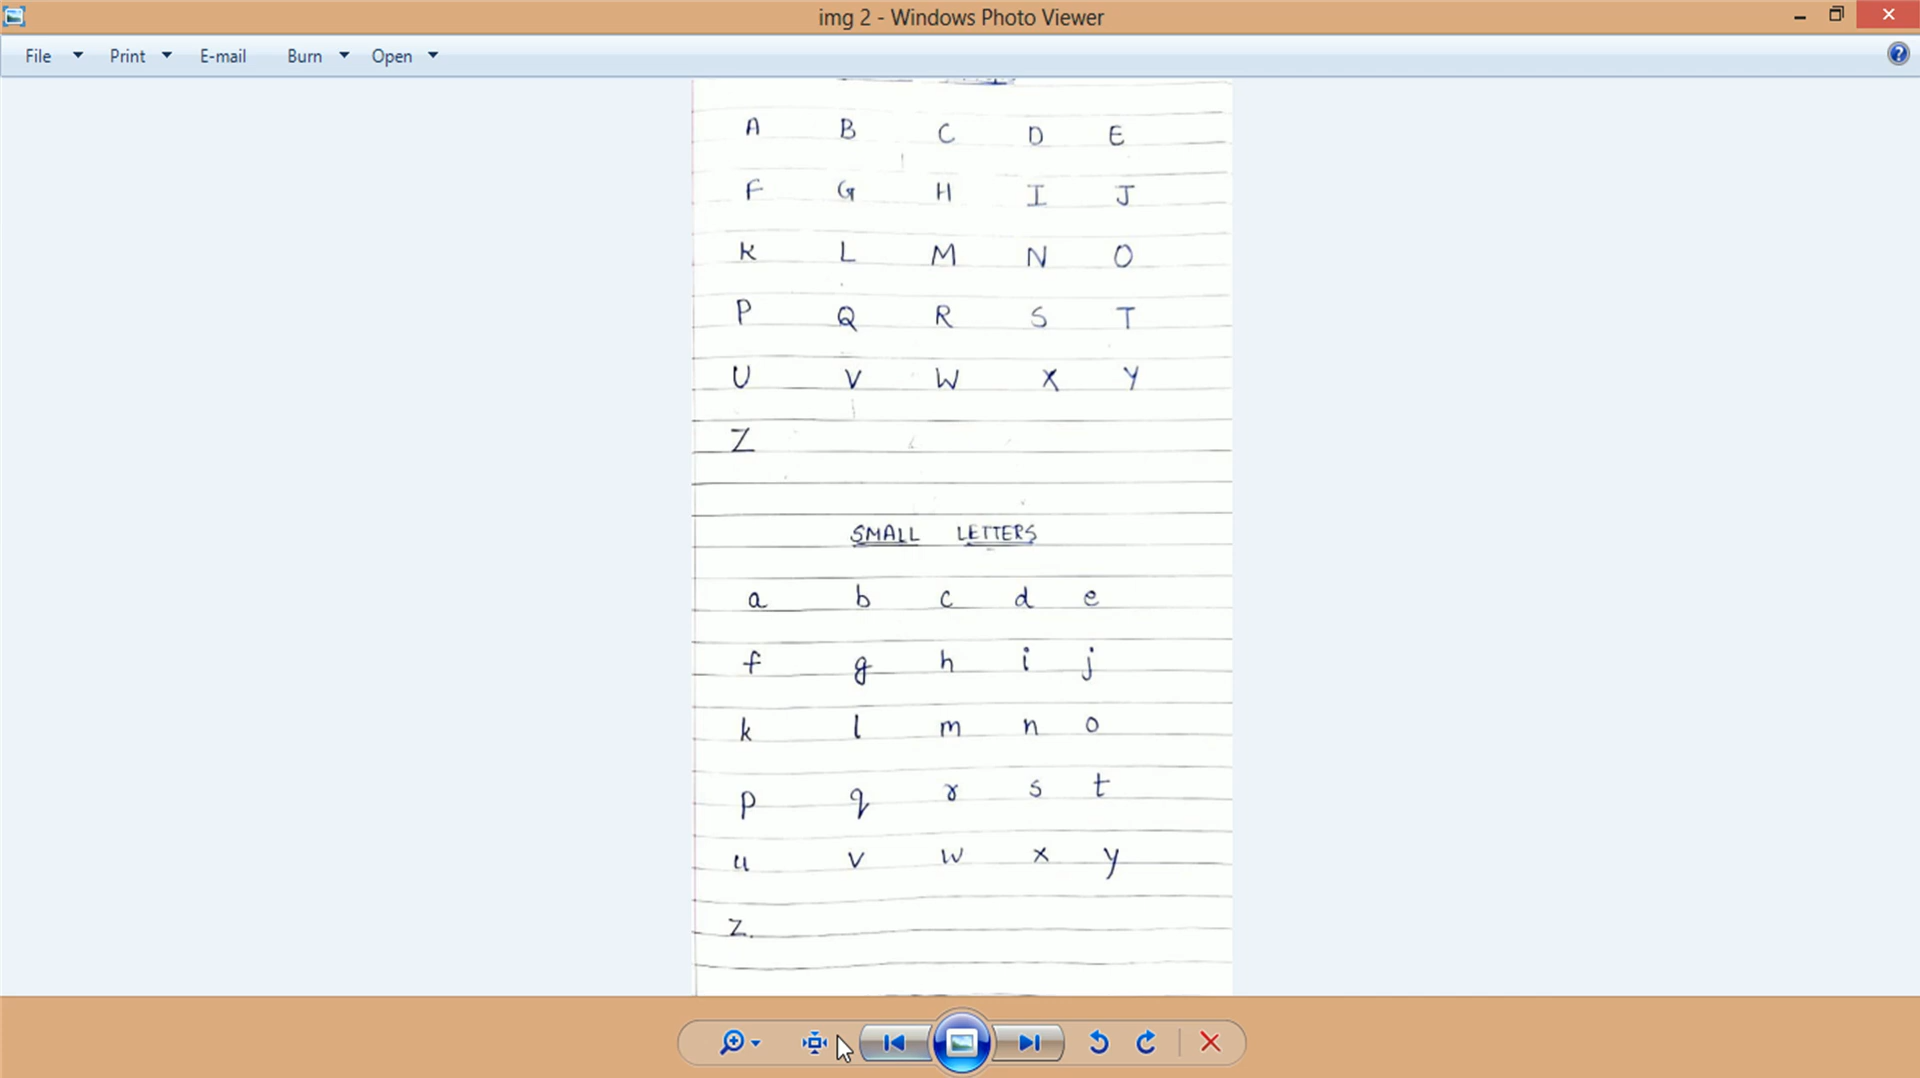 img 2 - Windows Photo Viewer
File Print E-mail Burn Open
A B C D E
F G H I J
K L M N O
P Q R S T
U V W X Y
Z
SMALL LETTERS
a b c d e
f g h i j
k l m n o
p q r s t
u v w x y
z.